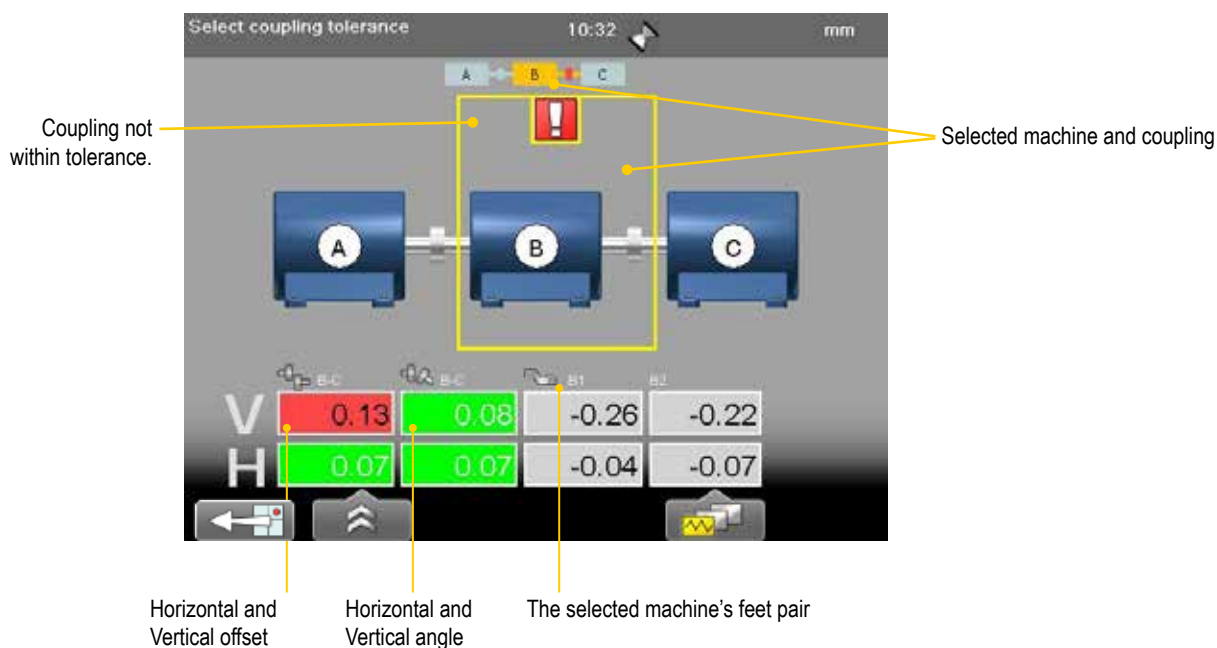 Select coupling tolerance 10:32 mm
A B C
Coupling not
within tolerance.
Selected machine and coupling
!
A B C
B-C B-C B1 B2
V 0.13 0.08 -0.26 -0.22
H 0.07 0.07 -0.04 -0.07
Horizontal and
Vertical offset
Horizontal and
Vertical angle
The selected machine's feet pair